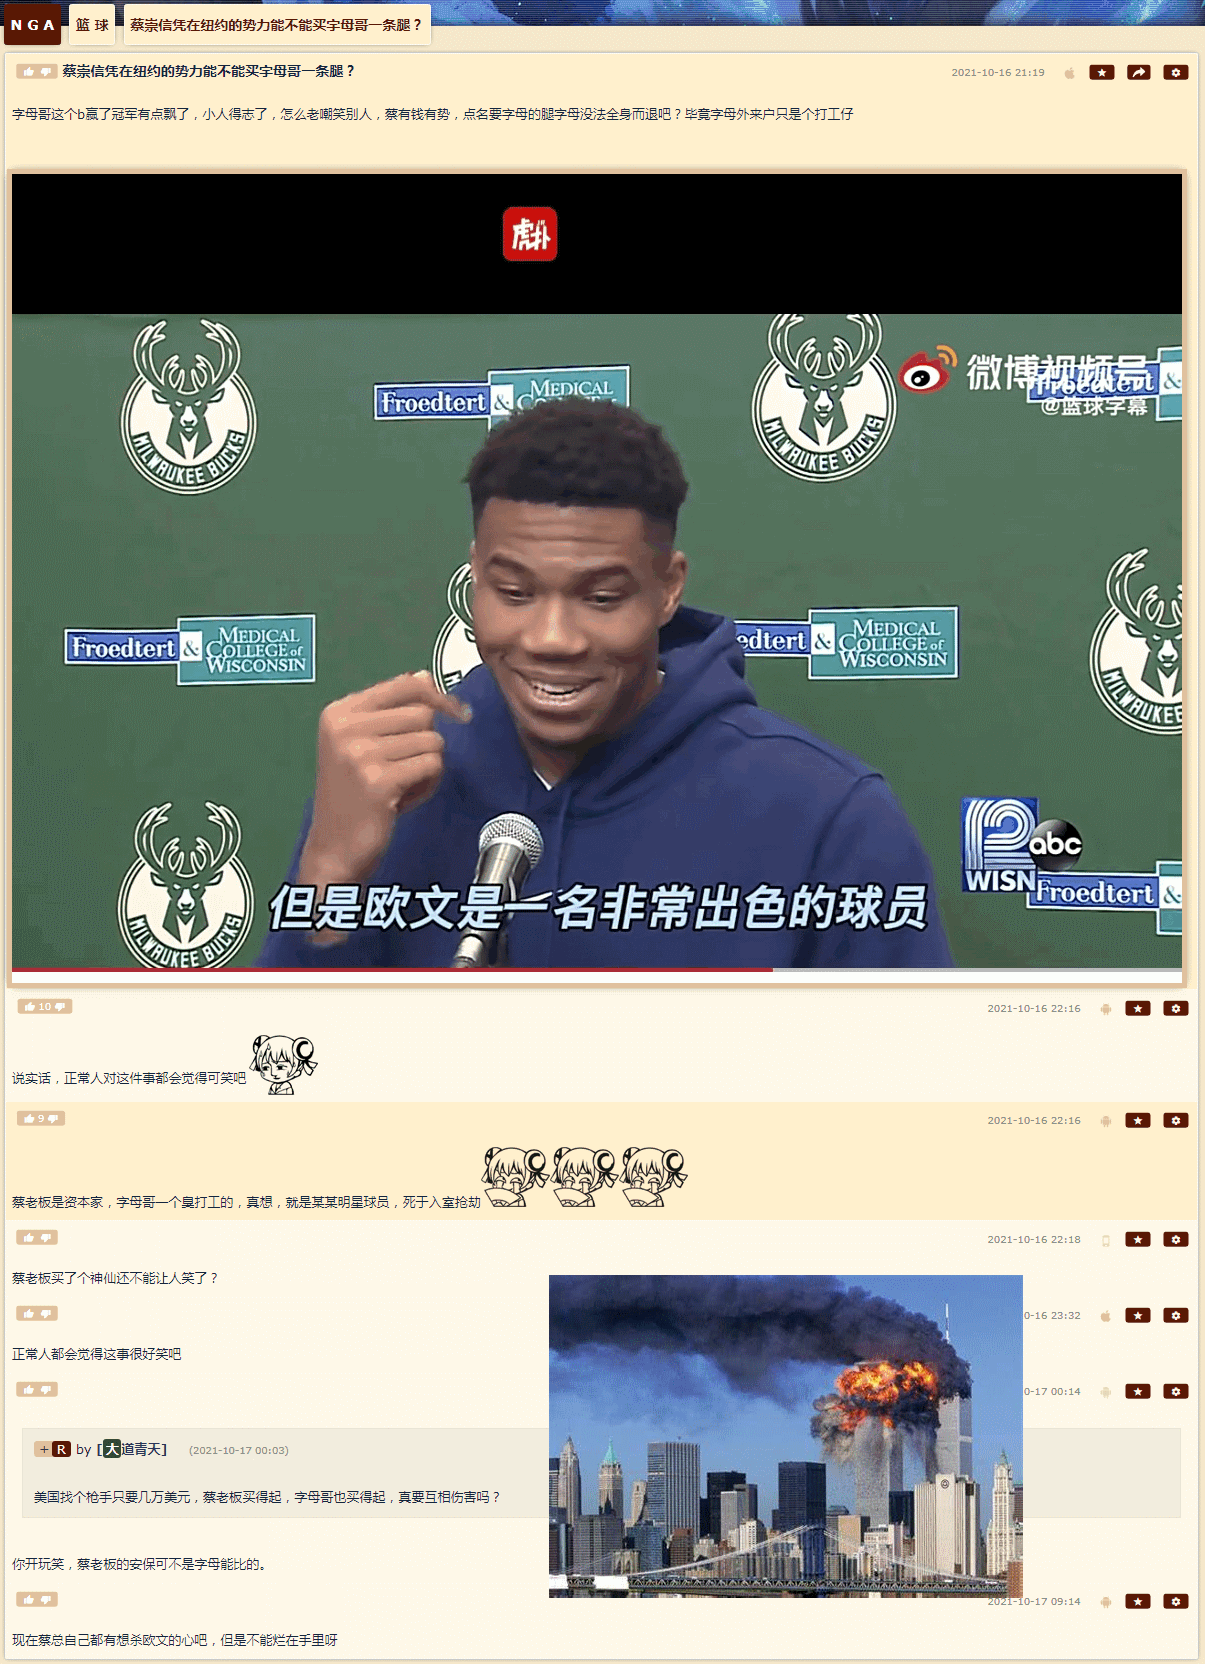 NGA 篮球 蔡崇信凭在纽约的势力能不能买字母哥一条腿？
蔡崇信凭在纽约的势力能不能买字母哥一条腿？ 2021-10-16 21:19
字母哥这个b赢了冠军有点飘了，小人得志了，怎么老嘲笑别人，蔡有钱有势，点名要字母的腿字母没法全身而退吧？毕竟字母外来户只是个打工仔
虎扑
微博视频号
@篮球字幕
MILWAUKEE BUCKS
Froedtert & MEDICAL
MILWAUKEE BUCKS
Froedtert &
Froedtert & MEDICAL COLLEGE of WISCONSIN
edtert & MEDICAL COLLEGE of WISCONSIN
MILWAUKEE
MILWAUKEE BUCKS
12 abc
WISN
Froedtert &
但是欧文是一名非常出色的球员
10 2021-10-16 22:16
说实话，正常人对这件事都会觉得可笑吧
9 2021-10-16 22:16
蔡老板是资本家，字母哥一个臭打工的，真想，就是某某明星球员，死于入室抢劫
2021-10-16 22:18
蔡老板买了个神仙还不能让人笑了？
0-16 23:32
正常人都会觉得这事很好笑吧
0-17 00:14
+ R by [大道青天] (2021-10-17 00:03)
美国找个枪手只要几万美元，蔡老板买得起，字母哥也买得起，真要互相伤害吗？
你开玩笑，蔡老板的安保可不是字母能比的。
2021-10-17 09:14
现在蔡总自己都有想杀欧文的心吧，但是不能烂在手里呀